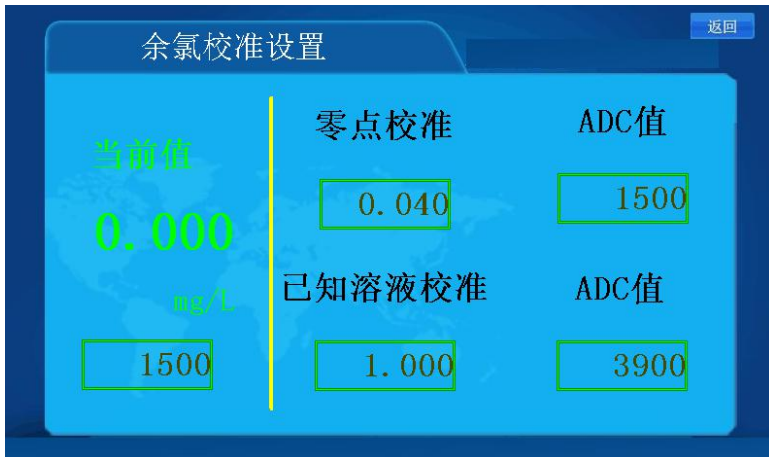 余氯校准设置
返回
当前值
0.000
mg/L
1500
零点校准
ADC值
0.040
1500
已知溶液校准
ADC值
1.000
3900